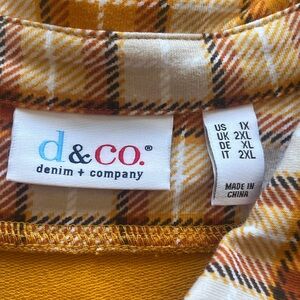 d&co.®
denim + company
US 1X
UK 2XL
DE XL
IT 2XL
MADE IN
CHINA